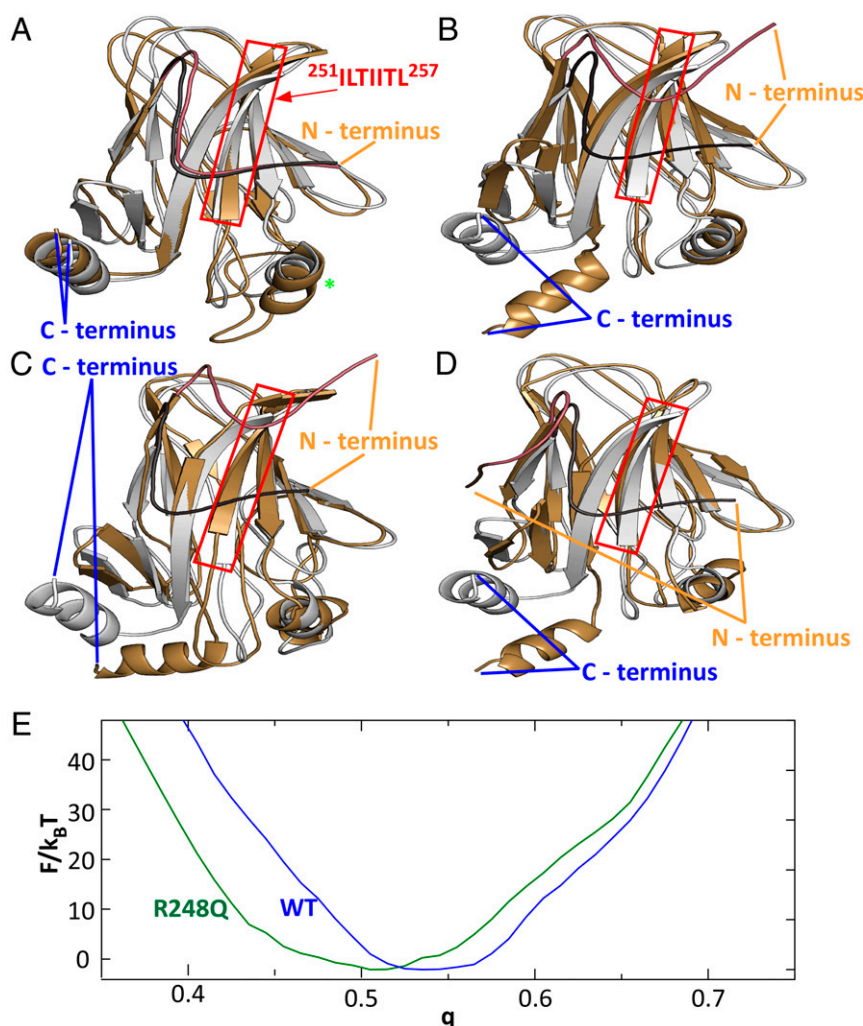 A
²⁵¹ILTIITL²⁵⁷
N - terminus
*
C - terminus
B
N - terminus
C - terminus
C
C - terminus
N - terminus
D
N - terminus
C - terminus
E
F/k_BT
40
30
20
10
0
R248Q
WT
0.4
0.5
0.6
0.7
q